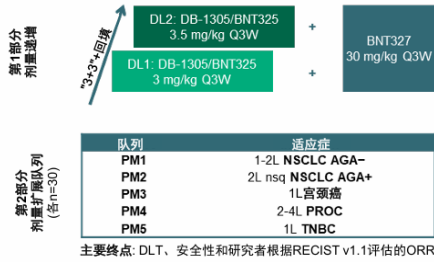 第1部分
剂量递增
"3+3"+回填
DL2: DB-1305/BNT325
3.5 mg/kg Q3W
+
DL1: DB-1305/BNT325
3 mg/kg Q3W
+
BNT327
30 mg/kg Q3W
第2部分
剂量扩展队列
(各n=30)
队列 适应症
PM1 1-2L NSCLC AGA−
PM2 2L nsq NSCLC AGA+
PM3 1L宫颈癌
PM4 2-4L PROC
PM5 1L TNBC
主要终点: DLT、安全性和研究者根据RECIST v1.1评估的ORR